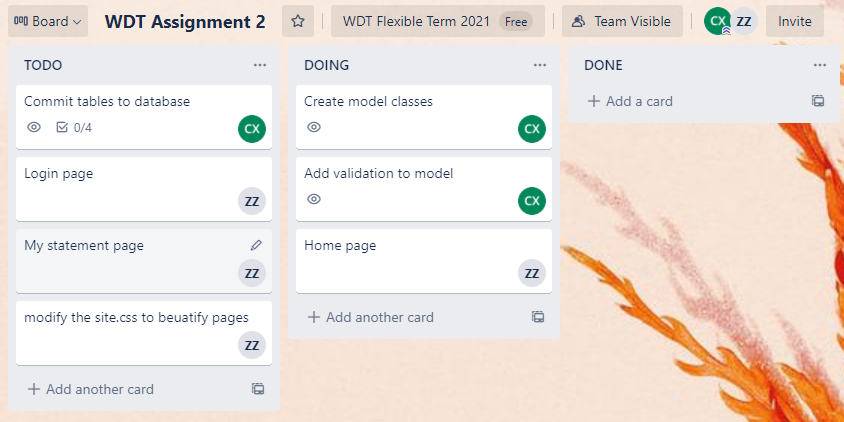 Board WDT Assignment 2 WDT Flexible Term 2021 Free Team Visible CX ZZ Invite
TODO
Commit tables to database
0/4 CX
Login page
ZZ
My statement page
ZZ
modify the site.css to beuatify pages
ZZ
Add another card
DOING
Create model classes
CX
Add validation to model
CX
Home page
ZZ
Add another card
DONE
Add a card